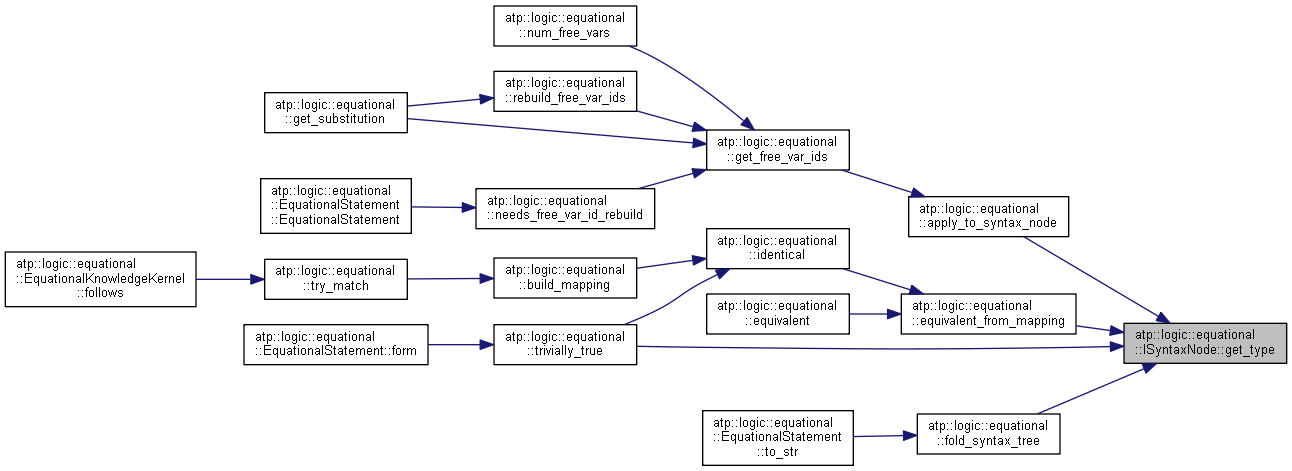 atp::logic::equational
::num_free_vars
atp::logic::equational
::rebuild_free_var_ids
atp::logic::equational
::get_substitution
atp::logic::equational
::get_free_var_ids
atp::logic::equational
::EquationalStatement
::EquationalStatement
atp::logic::equational
::needs_free_var_id_rebuild
atp::logic::equational
::apply_to_syntax_node
atp::logic::equational
::identical
atp::logic::equational
::EquationalKnowledgeKernel
::follows
atp::logic::equational
::try_match
atp::logic::equational
::build_mapping
atp::logic::equational
::equivalent
atp::logic::equational
::equivalent_from_mapping
atp::logic::equational
::EquationalStatement::form
atp::logic::equational
::trivially_true
atp::logic::equational
::ISyntaxNode::get_type
atp::logic::equational
::EquationalStatement
::to_str
atp::logic::equational
::fold_syntax_tree